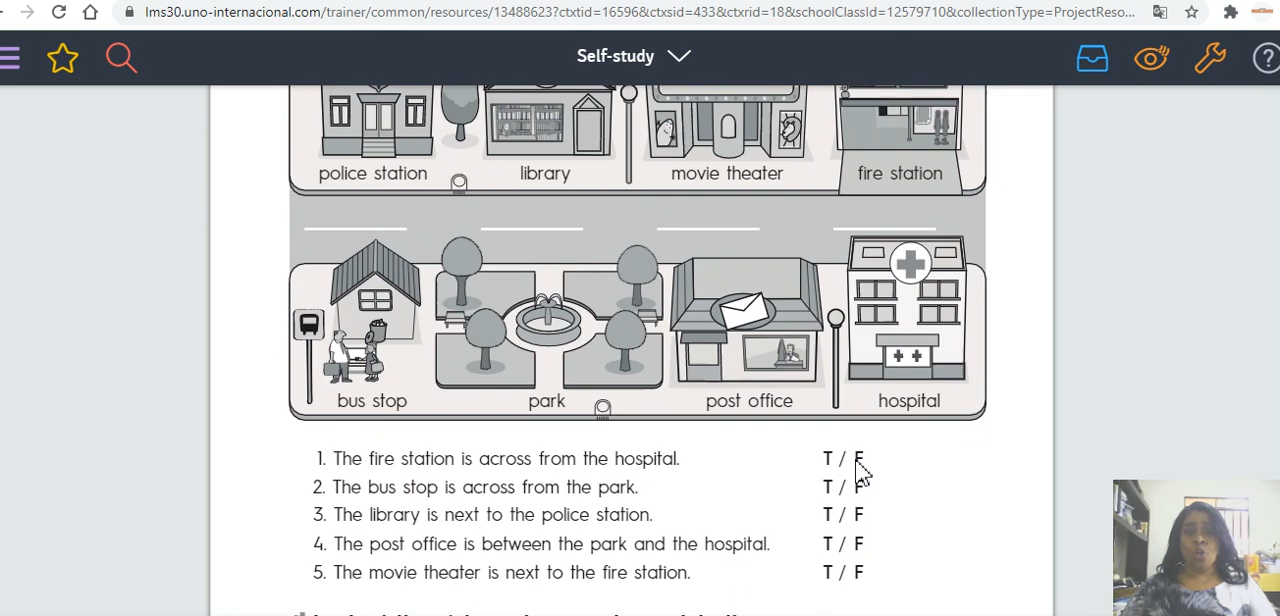 lms30.uno-internacional.com/trainer/common/resources/13488623?ctxtid=16596&ctxsid=433&ctxrid=18&schoolClassId=12579710&collectionType=ProjectReso...
Self-study
police station library movie theater fire station
bus stop park post office hospital
1. The fire station is across from the hospital. T / F
2. The bus stop is across from the park. T / F
3. The library is next to the police station. T / F
4. The post office is between the park and the hospital. T / F
5. The movie theater is next to the fire station. T / F